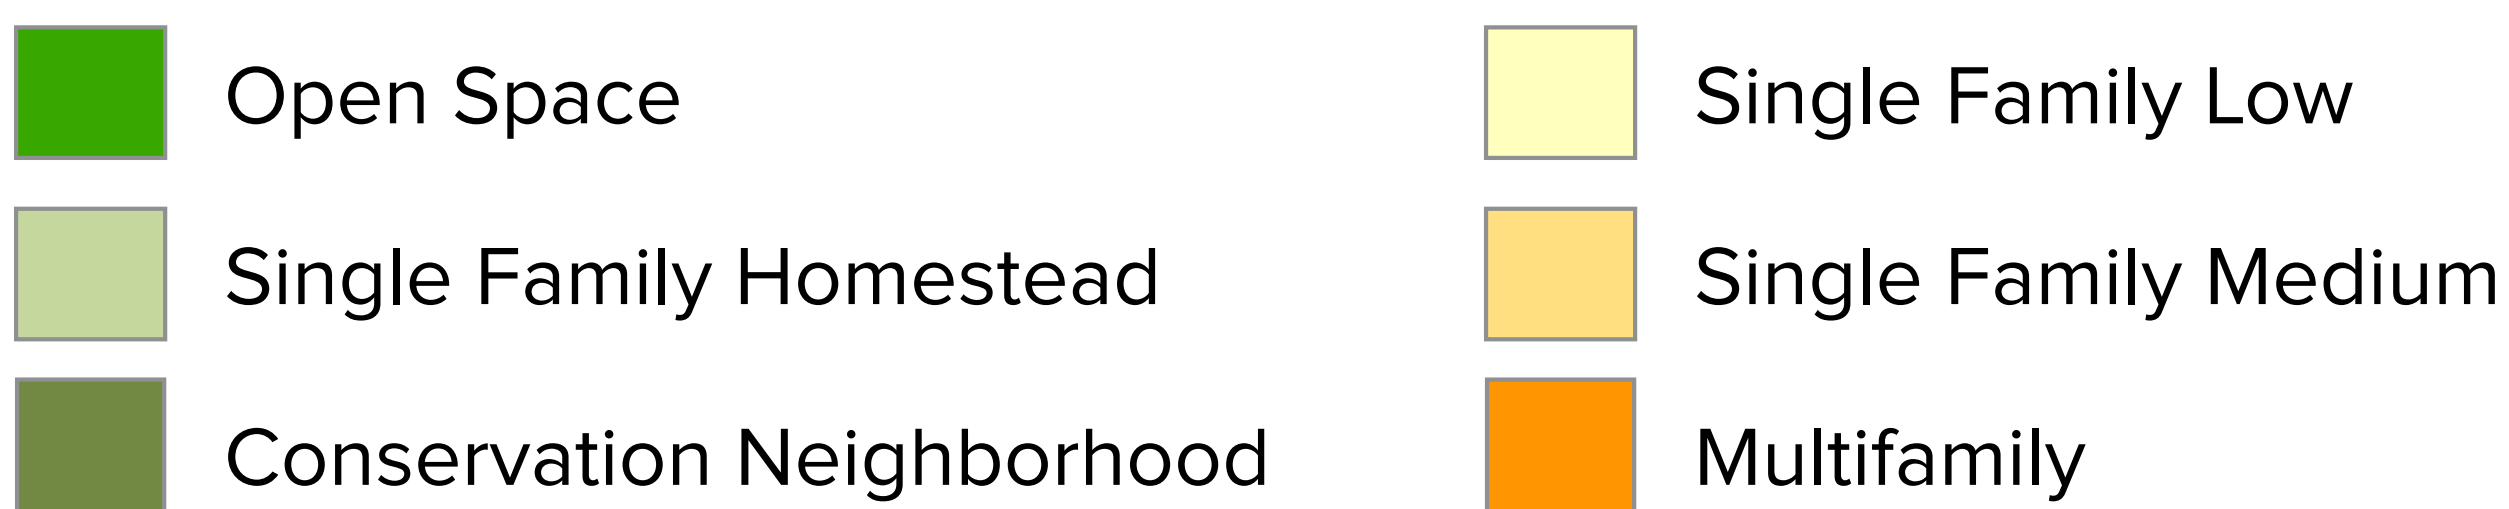 Open Space
Single Family Homestead
Conservation Neighborhood
Single Family Low
Single Family Medium
Multifamily